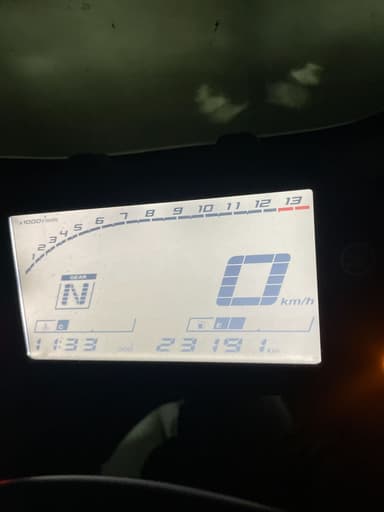 x1000r/min
1 2 3 4 5 6 7 8 9 10 11 12 13
GEAR
N
0 km/h
C E
11:33 23191 km